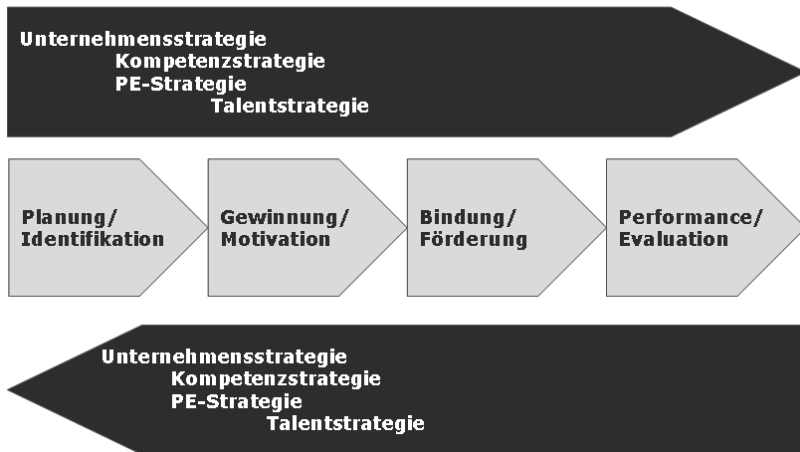 Unternehmensstrategie
Kompetenzstrategie
PE-Strategie
Talentstrategie
Planung/
Identifikation
Gewinnung/
Motivation
Bindung/
Förderung
Performance/
Evaluation
Unternehmensstrategie
Kompetenzstrategie
PE-Strategie
Talentstrategie